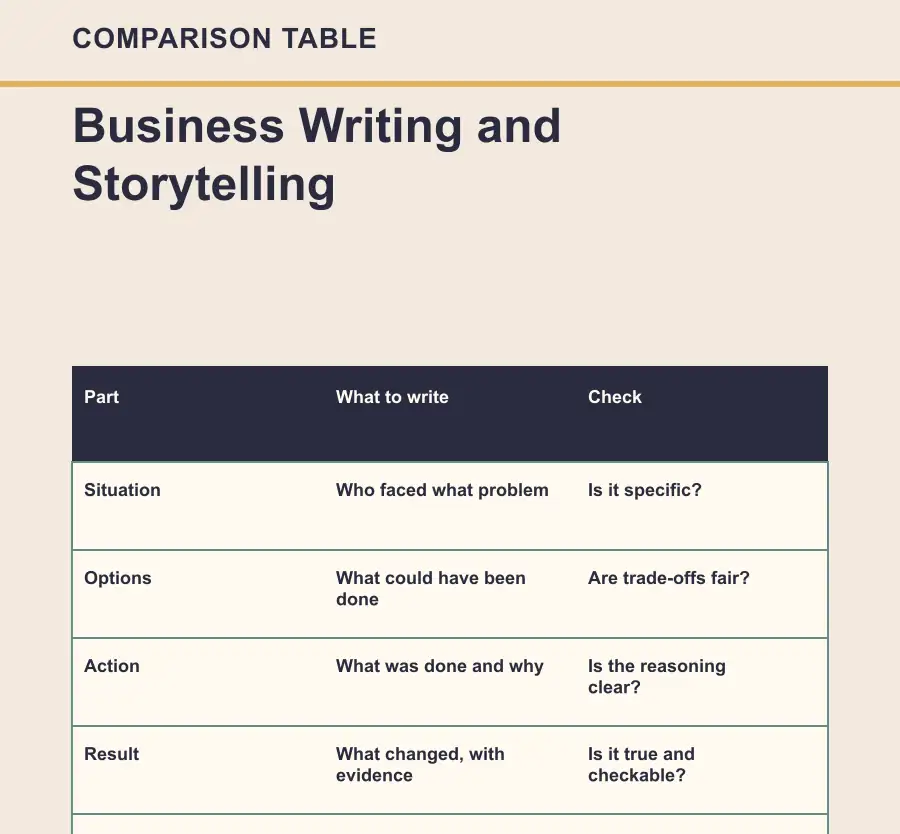 COMPARISON TABLE
Business Writing and
Storytelling
Part What to write Check
Situation Who faced what problem Is it specific?
Options What could have been Are trade-offs fair?
done
Action What was done and why Is the reasoning
clear?
Result What changed, with Is it true and
evidence checkable?